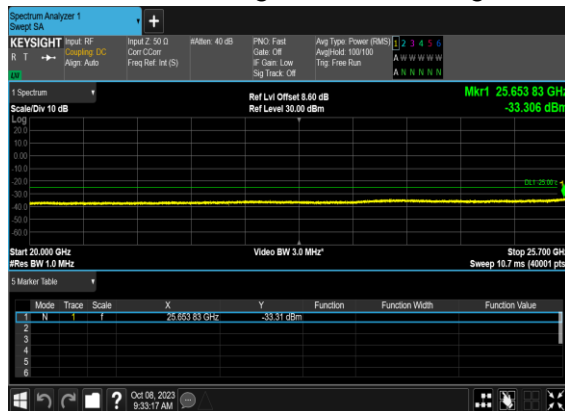 Spectrum Analyzer 1
Swept SA
KEYSIGHT Input: RF Input Z: 50 Ω #Atten: 40 dB PNO: Fast Avg Type: Power (RMS) 1 2 3 4 5 6
R T Coupling: DC Corr CCorr Gate: Off Avg|Hold: 100/100 A W W W W W
Align: Auto Freq Ref: Int (S) IF Gain: Low Trig: Free Run
Sig Track: Off A N N N N N
LW
1 Spectrum Ref Lvl Offset 8.60 dB Mkr1 25.653 83 GHz
Scale/Div 10 dB Ref Level 30.00 dBm -33.306 dBm
Log
20.0
10.0
0.00
-10.0
-20.0
DL1 -25.00
-30.0
-40.0
-50.0
-60.0
Start 20.000 GHz Video BW 3.0 MHz* Stop 25.700 GHz
#Res BW 1.0 MHz Sweep 10.7 ms (40001 pts
5 Marker Table
Mode Trace Scale X Y Function Function Width Function Value
1 N 1 f 25.653 83 GHz -33.31 dBm
2
3
4
5
6
? Oct 08, 2023
9:33:17 AM